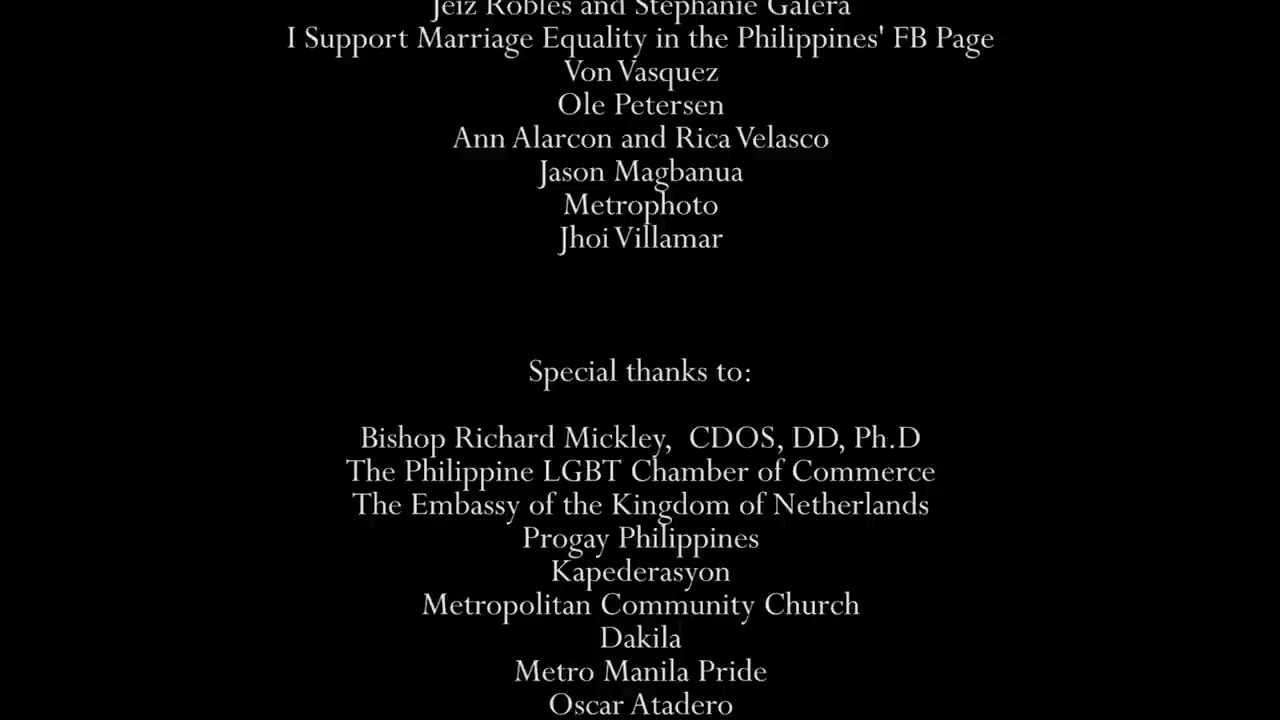 Jeiz Robles and Stephanie Galera
I Support Marriage Equality in the Philippines' FB Page
Von Vasquez
Ole Petersen
Ann Alarcon and Rica Velasco
Jason Magbanua
Metrophoto
Jhoi Villamar
Special thanks to:
Bishop Richard Mickley, CDOS, DD, Ph.D
The Philippine LGBT Chamber of Commerce
The Embassy of the Kingdom of Netherlands
Progay Philippines
Kapederasyon
Metropolitan Community Church
Dakila
Metro Manila Pride
Oscar Atadero